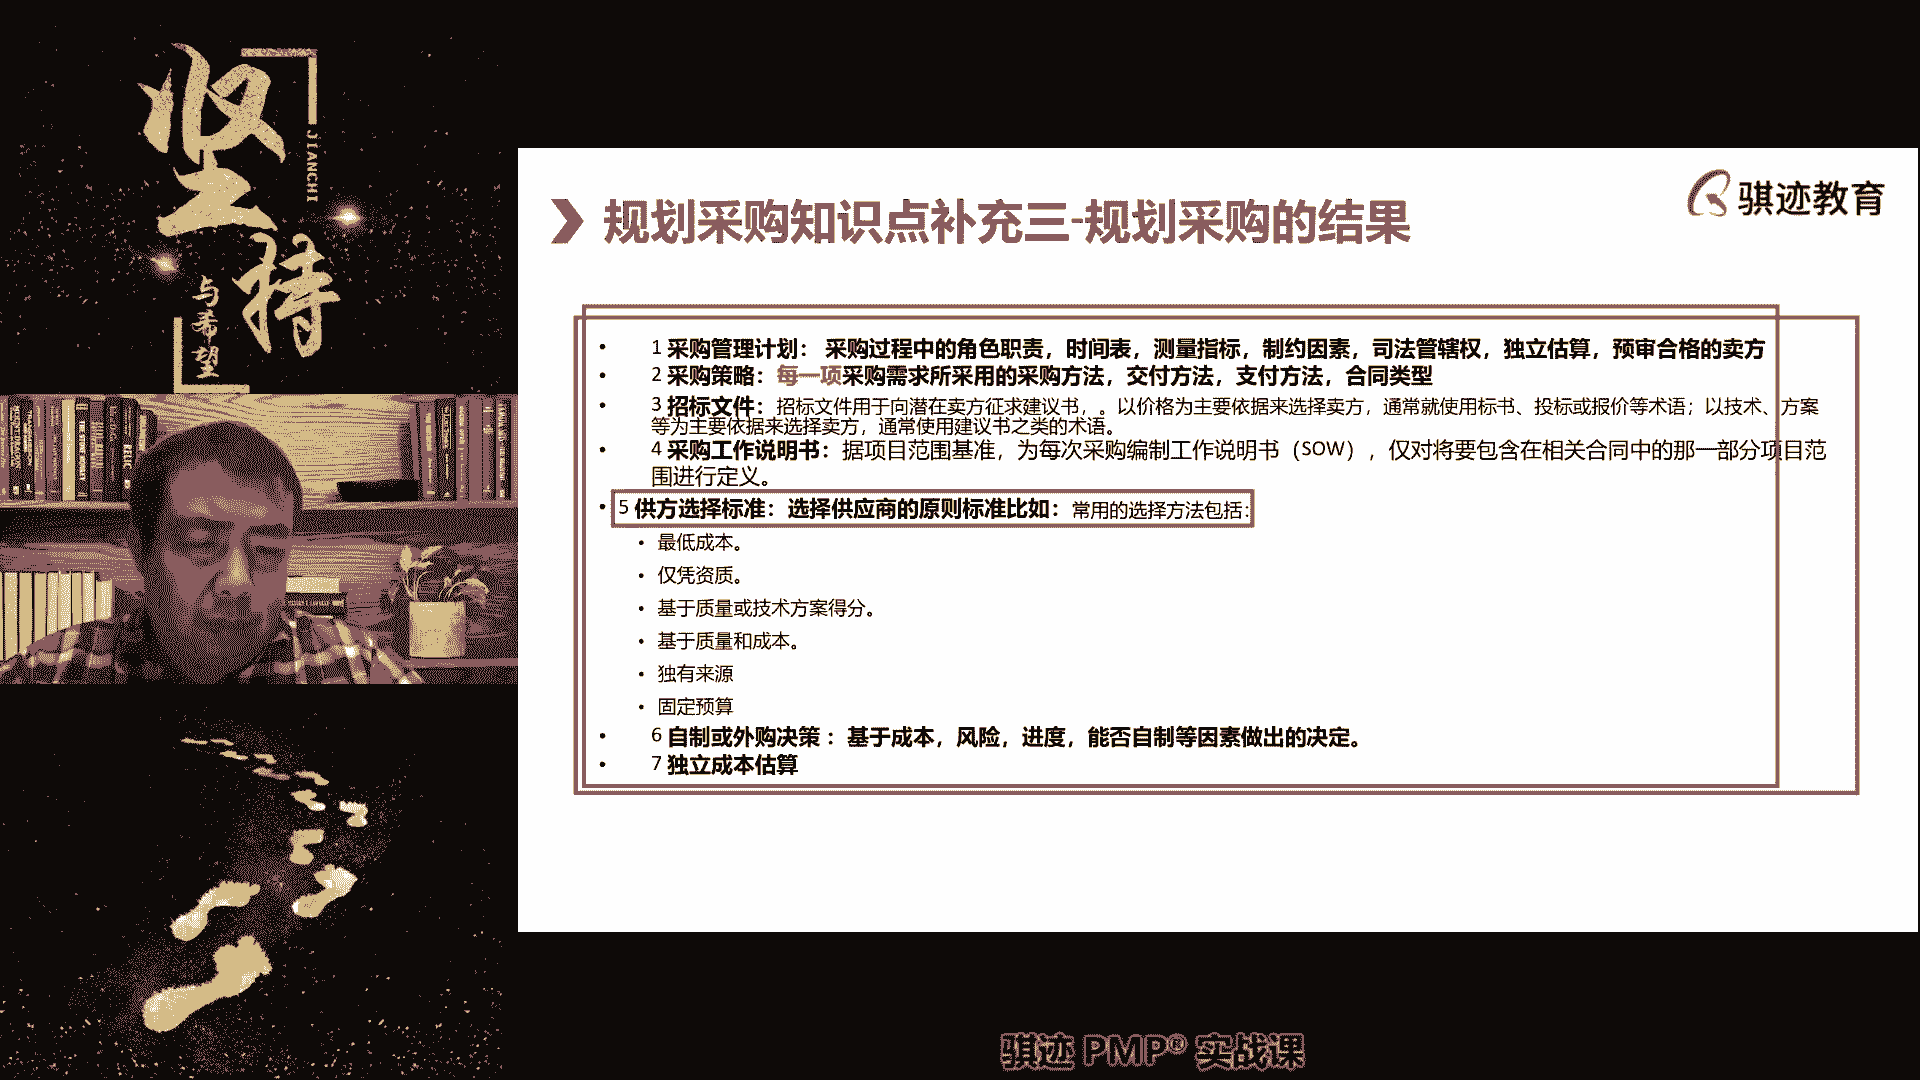 坚持
JIANCHI
与希望
骐迹教育
规划采购知识点补充三-规划采购的结果
• 1 采购管理计划： 采购过程中的角色职责，时间表，测量指标，制约因素，司法管辖权，独立估算，预审合格的卖方
• 2 采购策略：每一项采购需求所采用的采购方法，交付方法，支付方法，合同类型
• 3 招标文件：招标文件用于向潜在卖方征求建议书，。以价格为主要依据来选择卖方，通常就使用标书、投标或报价等术语；以技术、方案
等为主要依据来选择卖方，通常使用建议书之类的术语。
• 4 采购工作说明书：据项目范围基准，为每次采购编制工作说明书（SOW），仅对将要包含在相关合同中的那一部分项目范
围进行定义。
• 5 供方选择标准：选择供应商的原则标准比如：常用的选择方法包括：
• 最低成本。
• 仅凭资质。
• 基于质量或技术方案得分。
• 基于质量和成本。
• 独有来源
• 固定预算
• 6 自制或外购决策 ：基于成本，风险，进度，能否自制等因素做出的决定。
• 7 独立成本估算
骐迹 PMP® 实战课